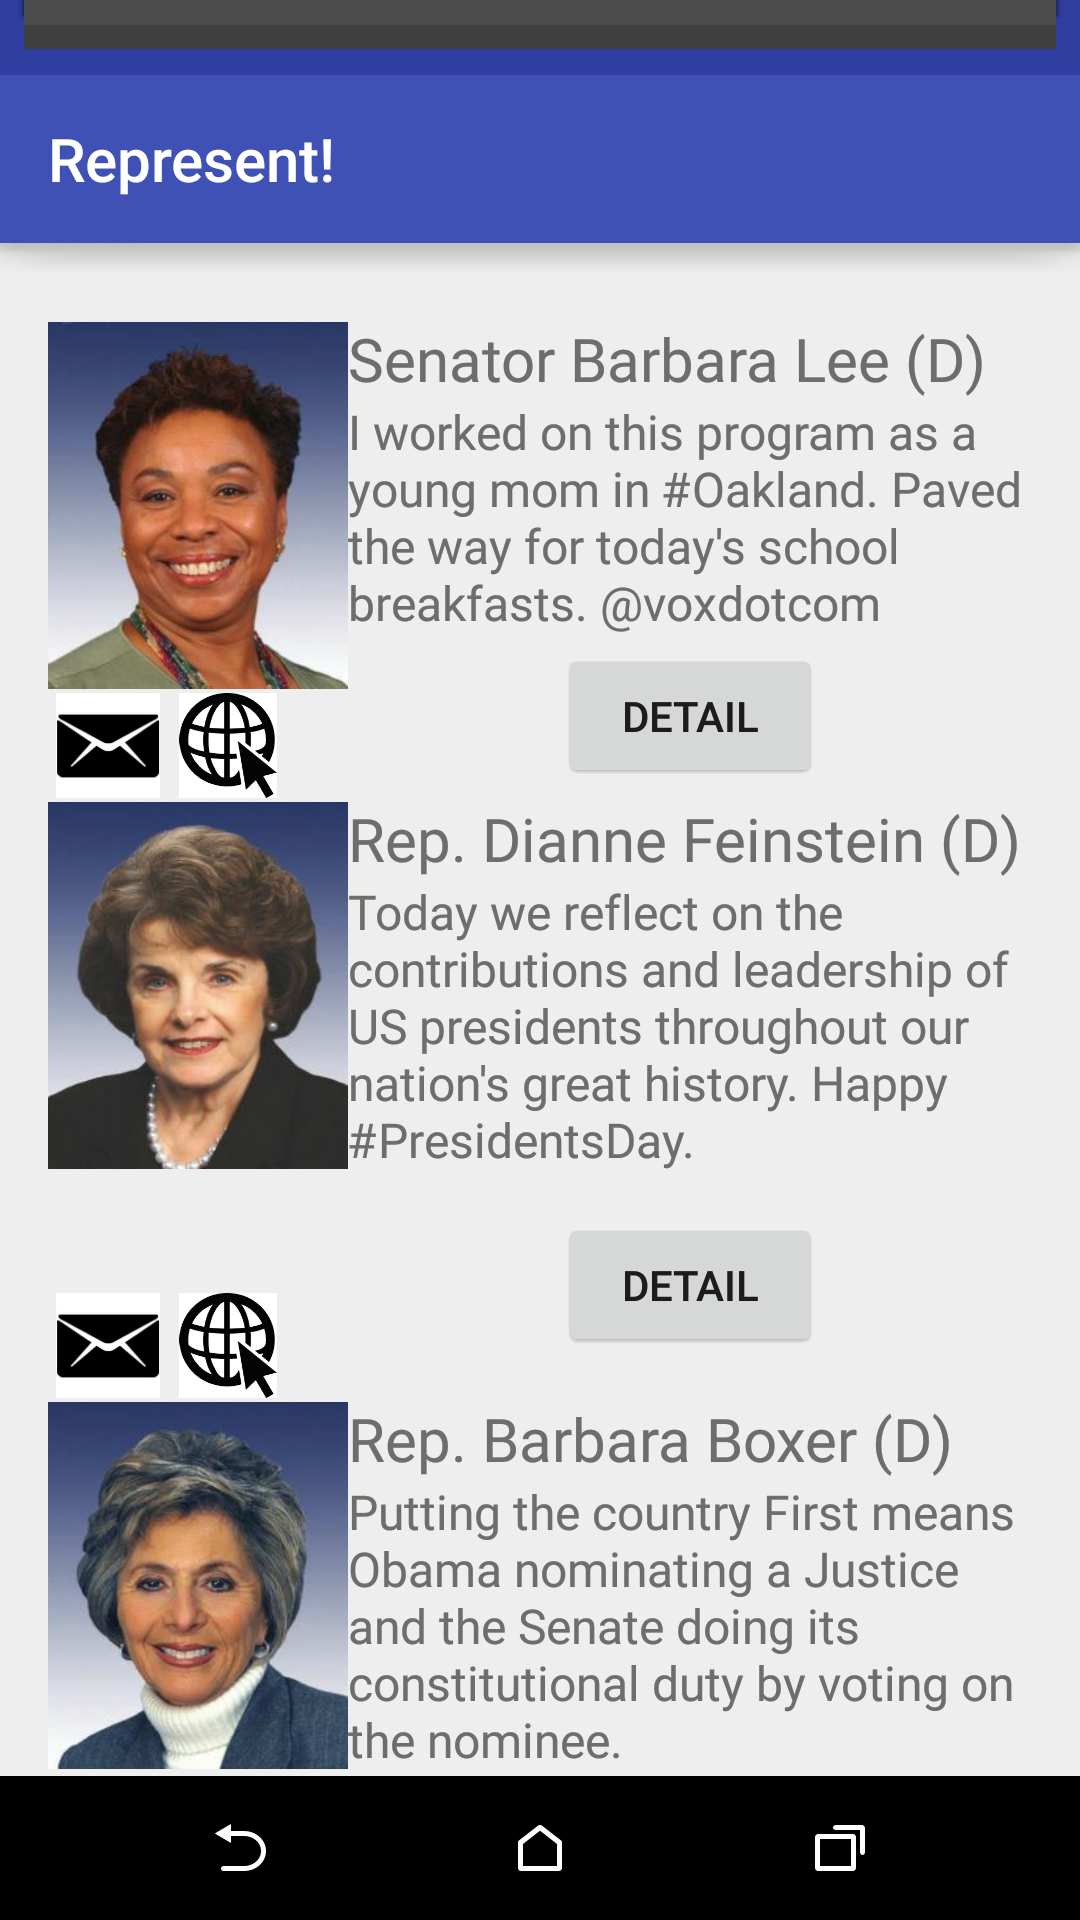 Represent!
Senator Barbara Lee (D)
I worked on this program as a
young mom in #Oakland. Paved
the way for today's school
breakfasts. @voxdotcom
DETAIL
Rep. Dianne Feinstein (D)
Today we reflect on the
contributions and leadership of
US presidents throughout our
nation's great history. Happy
#PresidentsDay.
DETAIL
Rep. Barbara Boxer (D)
Putting the country First means
Obama nominating a Justice
and the Senate doing its
constitutional duty by voting on
the nominee.